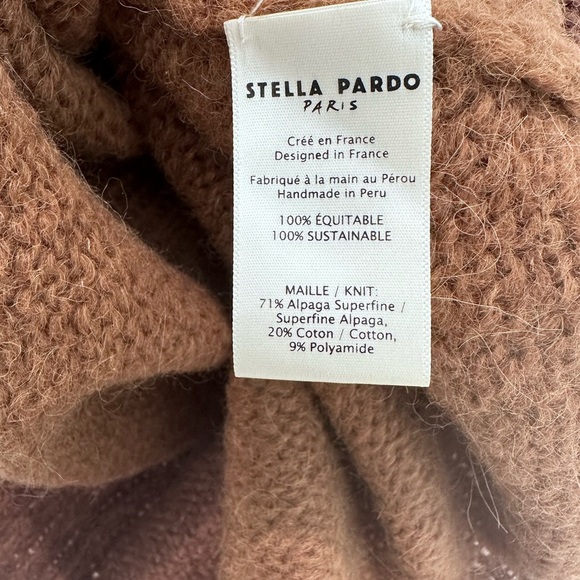 STELLA PARDO
PARIS
Créé en France
Designed in France
Fabriqué à la main au Pérou
Handmade in Peru
100% ÉQUITABLE
100% SUSTAINABLE
MAILLE / KNIT:
71% Alpaga Superfine /
Superfine Alpaga,
20% Coton / Cotton,
9% Polyamide